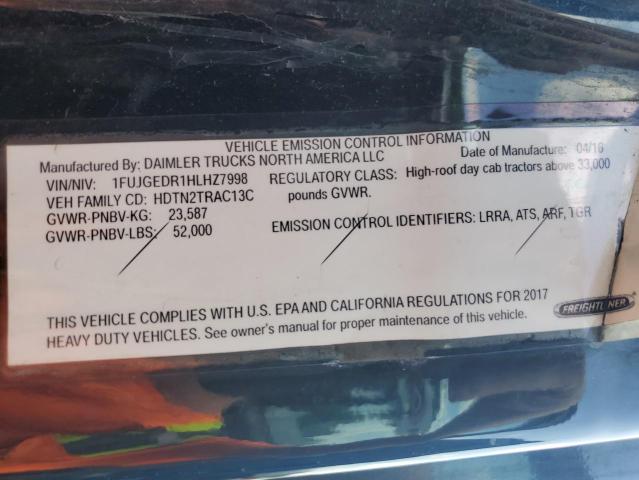 VEHICLE EMISSION CONTROL INFORMATION
Manufactured By: DAIMLER TRUCKS NORTH AMERICA LLC Date of Manufacture: 04/16
VIN/NIV: 1FUJGEDR1HLHZ7998 REGULATORY CLASS: High-roof day cab tractors above 33,000
VEH FAMILY CD: HDTN2TRAC13C pounds GVWR.
GVWR-PNBV-KG: 23,587
GVWR-PNBV-LBS: 52,000 EMISSION CONTROL IDENTIFIERS: LRRA, ATS, ARF, TGR
THIS VEHICLE COMPLIES WITH U.S. EPA AND CALIFORNIA REGULATIONS FOR 2017
HEAVY DUTY VEHICLES. See owner's manual for proper maintenance of this vehicle.
FREIGHTLINER